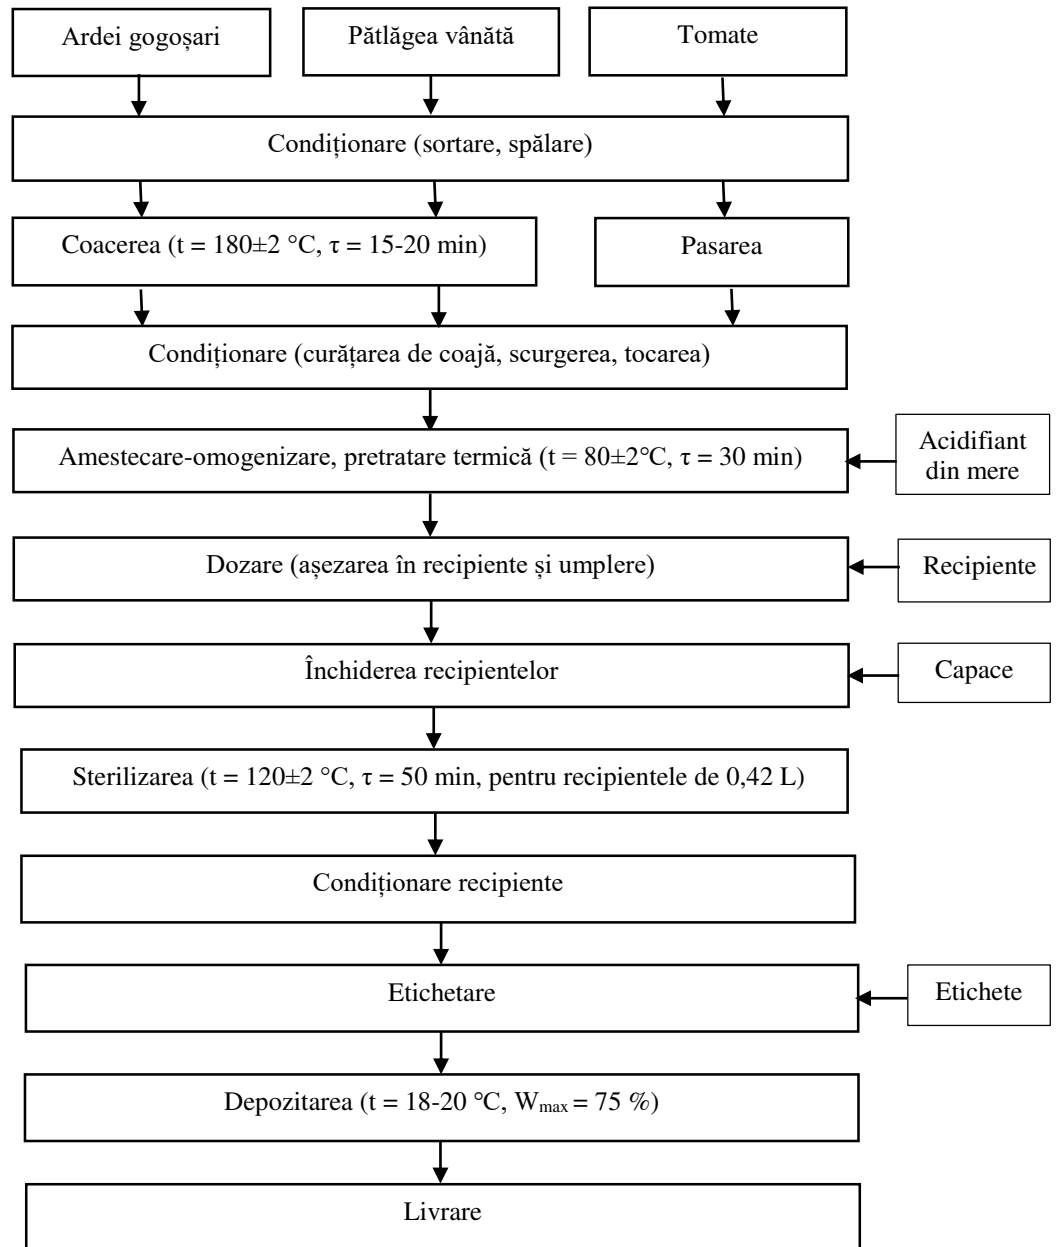 Ardei gogoșari
Pătlăgea vânătă
Tomate
Condiționare (sortare, spălare)
Coacerea (t = 180±2 °C, τ = 15-20 min)
Pasarea
Condiționare (curățarea de coajă, scurgerea, tocarea)
Amestecare-omogenizare, pretratare termică (t = 80±2°C, τ = 30 min)
Acidifiant
din mere
Dozare (așezarea în recipiente și umplere)
Recipiente
Închiderea recipientelor
Capace
Sterilizarea (t = 120±2 °C, τ = 50 min, pentru recipientele de 0,42 L)
Condiționare recipiente
Etichetare
Etichete
Depozitarea (t = 18-20 °C, Wmax = 75 %)
Livrare